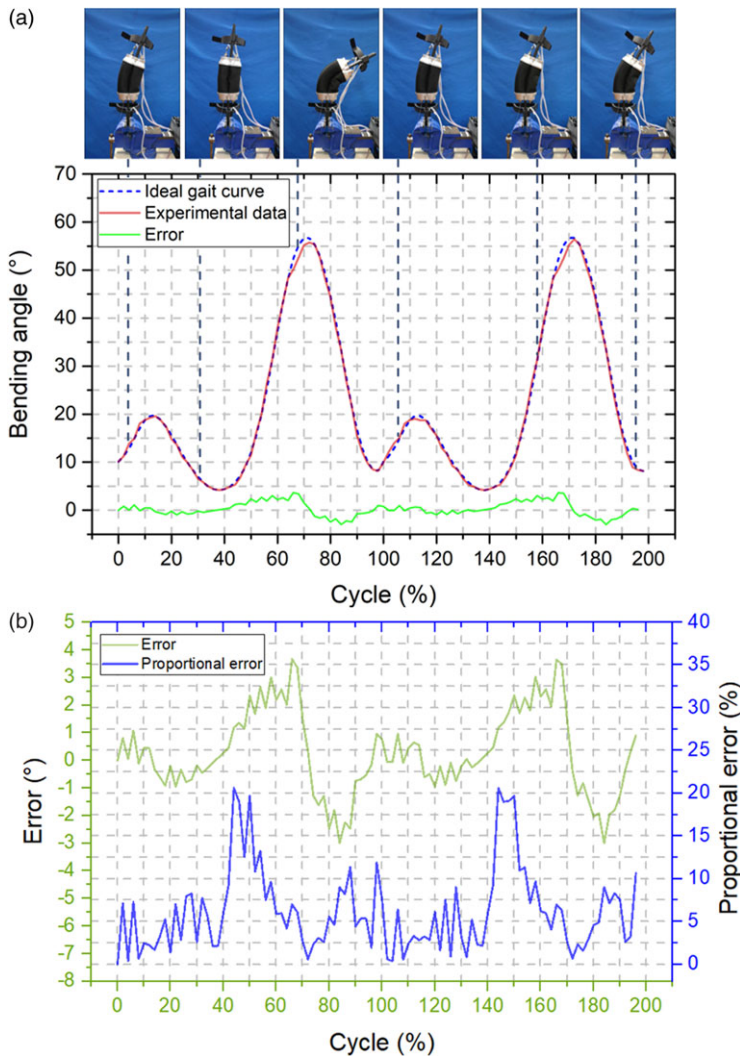 (a)
70
60
50
40
30
20
10
0
Bending angle (°)
Ideal gait curve
Experimental data
Error
0 20 40 60 80 100 120 140 160 180 200
Cycle (%)
(b)
5
4
3
2
1
0
-1
-2
-3
-4
-5
-6
-7
-8
Error (°)
Error
Proportional error
40
35
30
25
20
15
10
5
0
Proportional error (%)
0 20 40 60 80 100 120 140 160 180 200
Cycle (%)